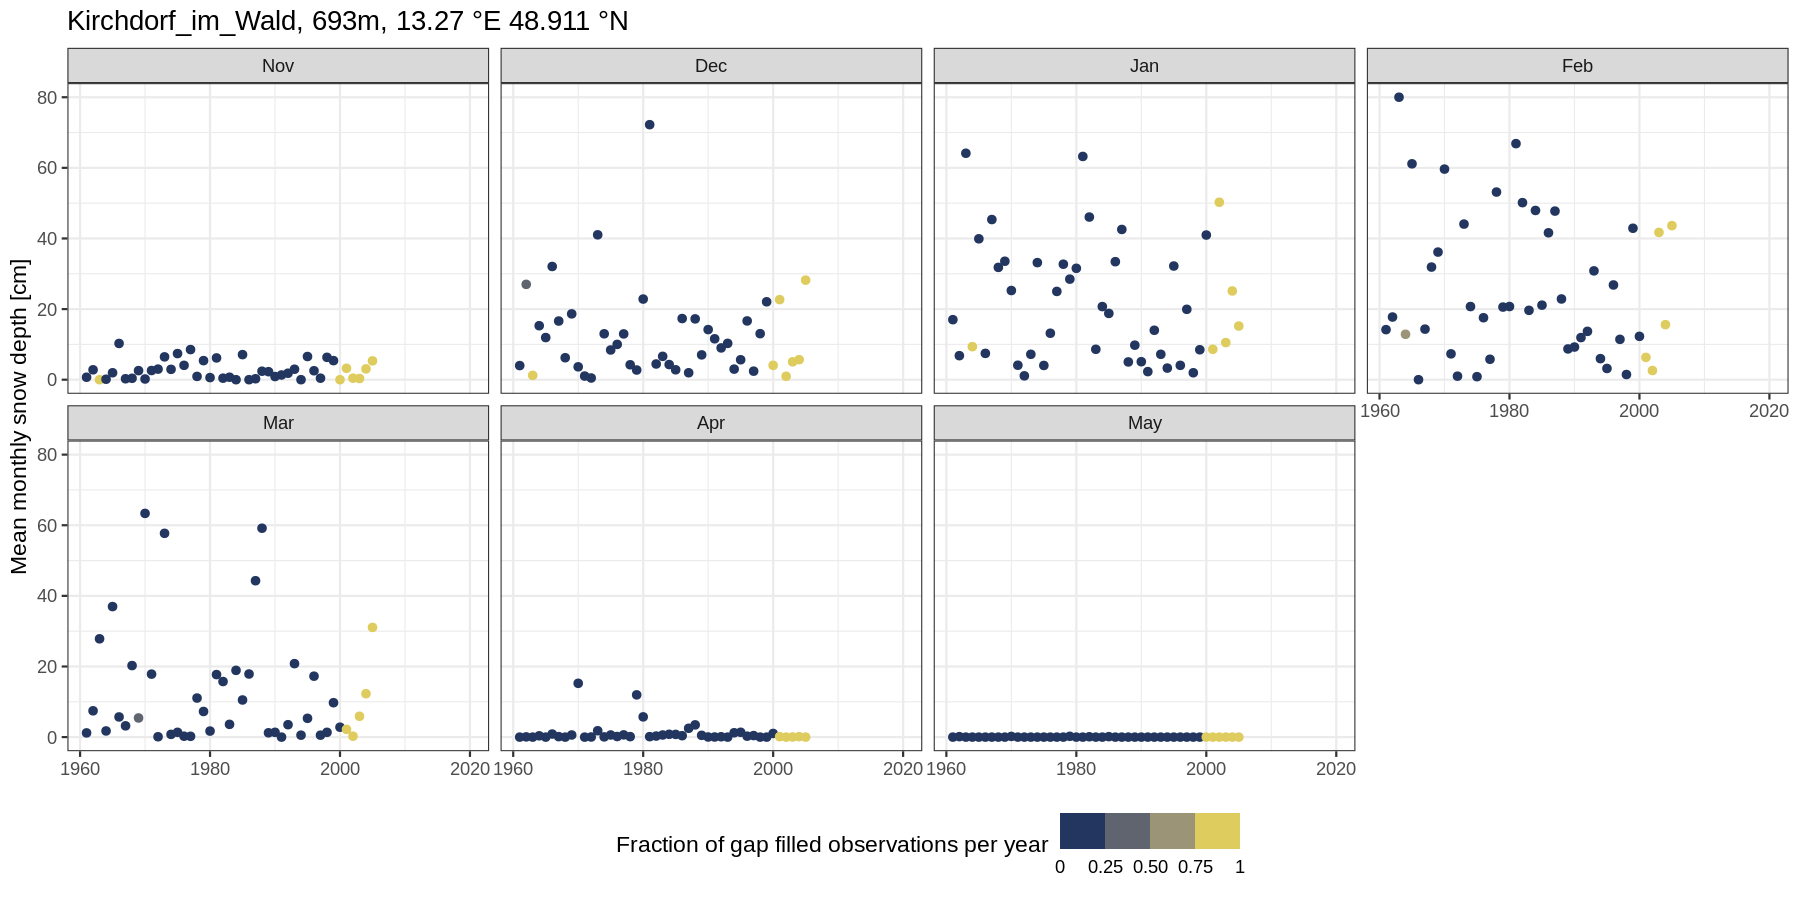 Kirchdorf_im_Wald, 693m, 13.27 °E 48.911 °N
Nov
Dec
Jan
Feb
80
60
40
20
0
1960 1980 2000 2020
Mean monthly snow depth [cm]
Mar
Apr
May
80
60
40
20
0
1960 1980 2000 2020
1960 1980 2000 2020
1960 1980 2000 2020
Fraction of gap filled observations per year
0 0.25 0.50 0.75 1